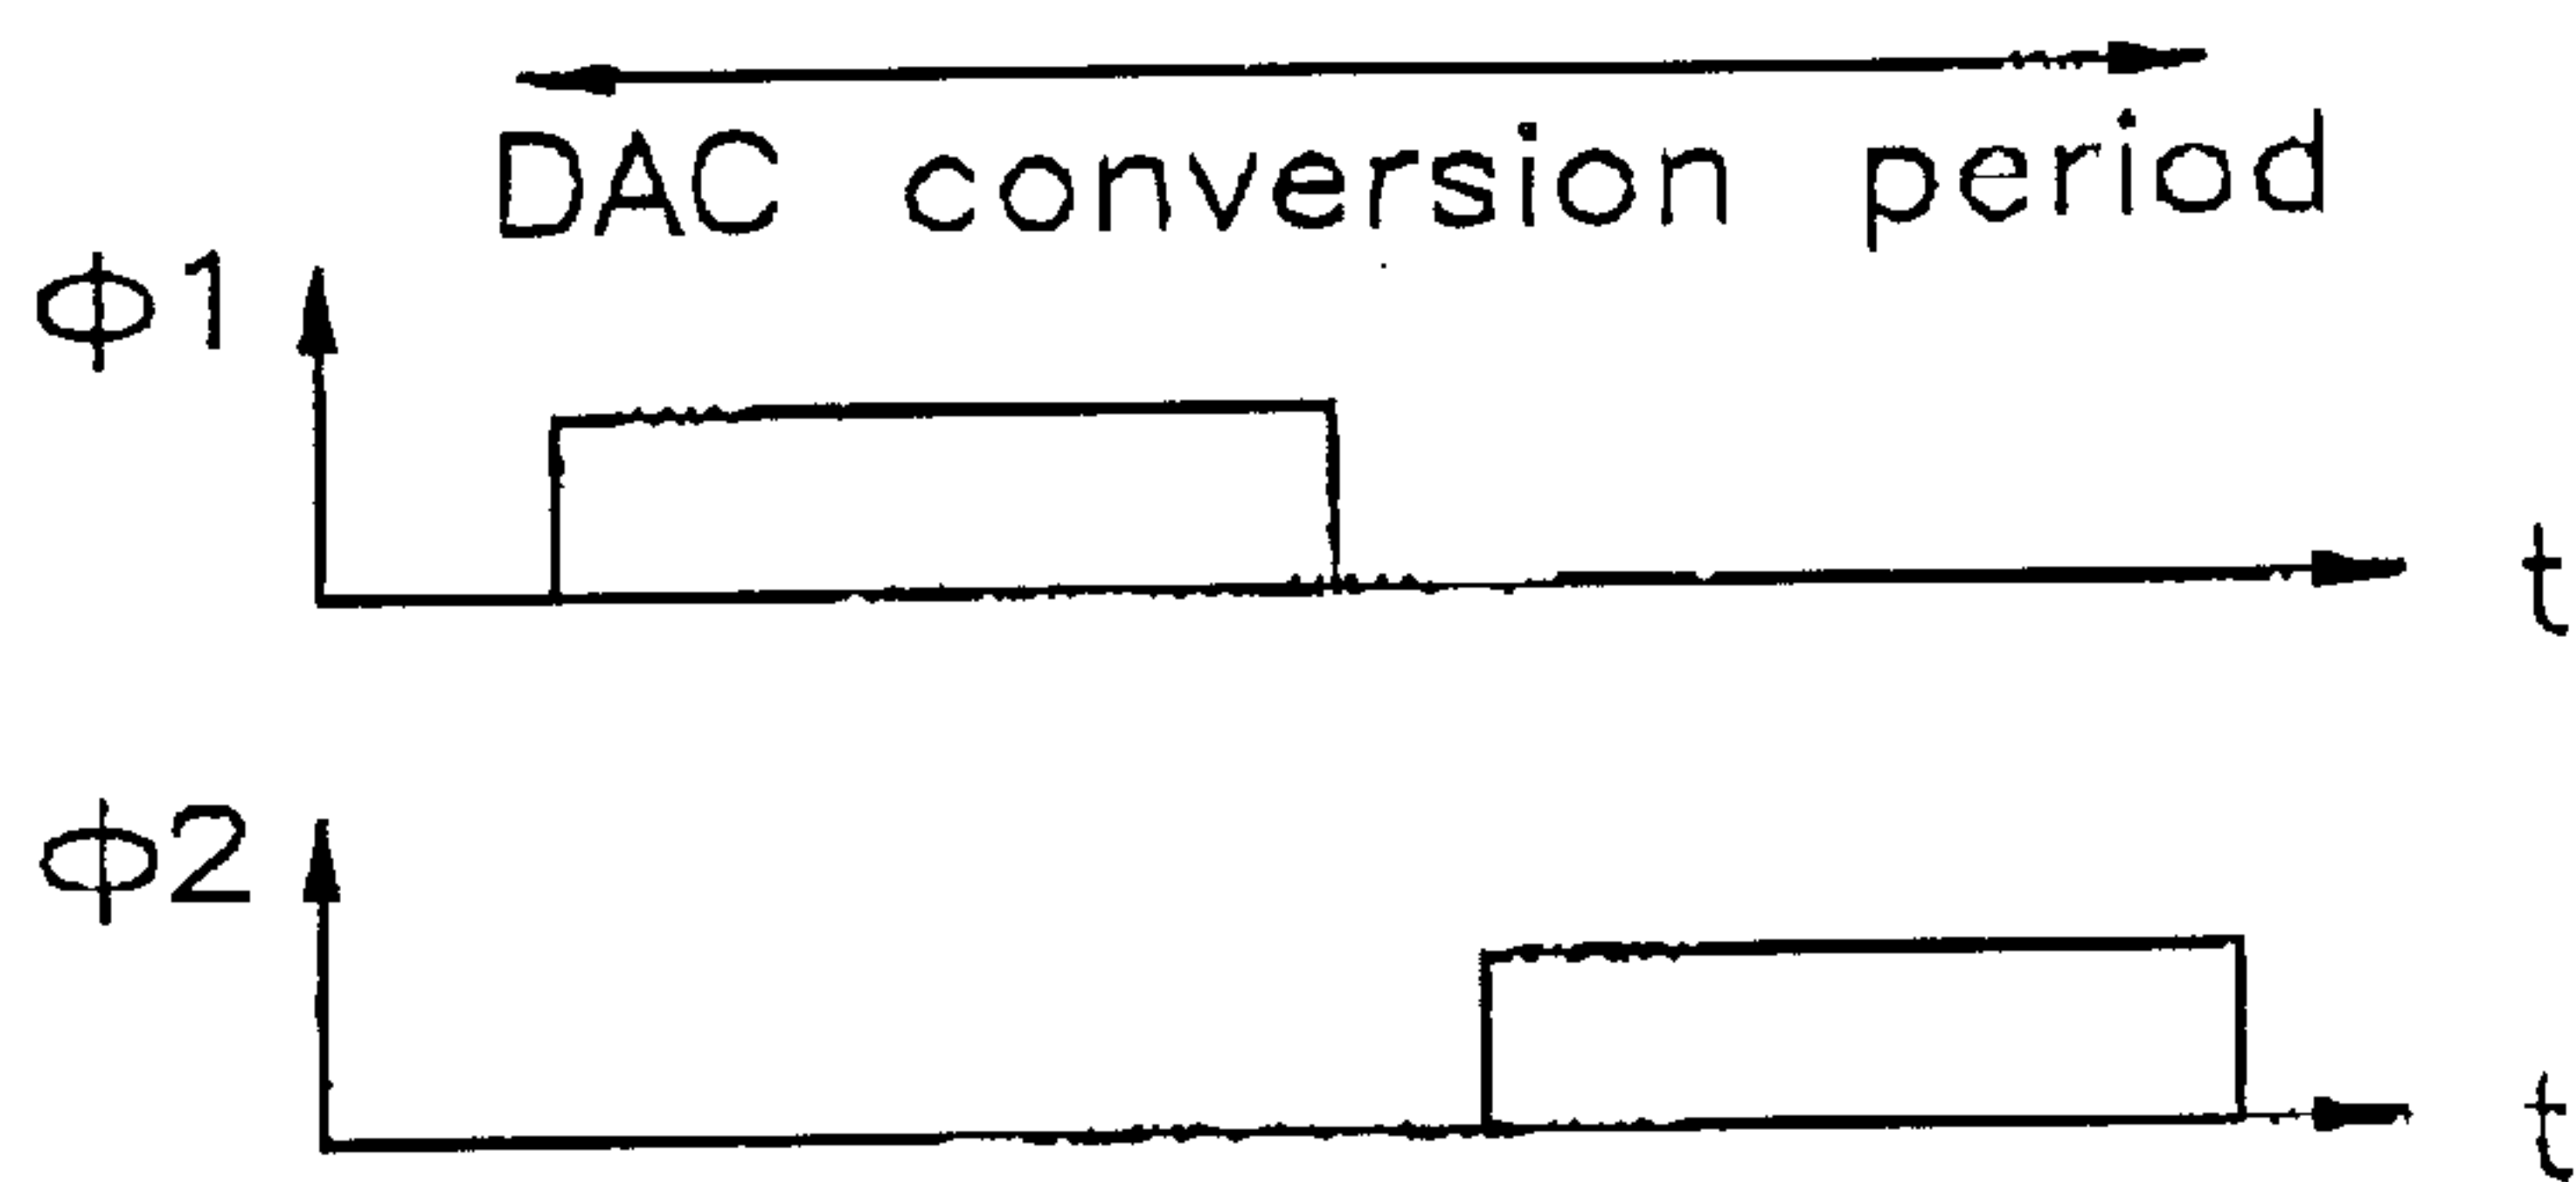 DAC conversion period
ϕ1
t
ϕ2
t